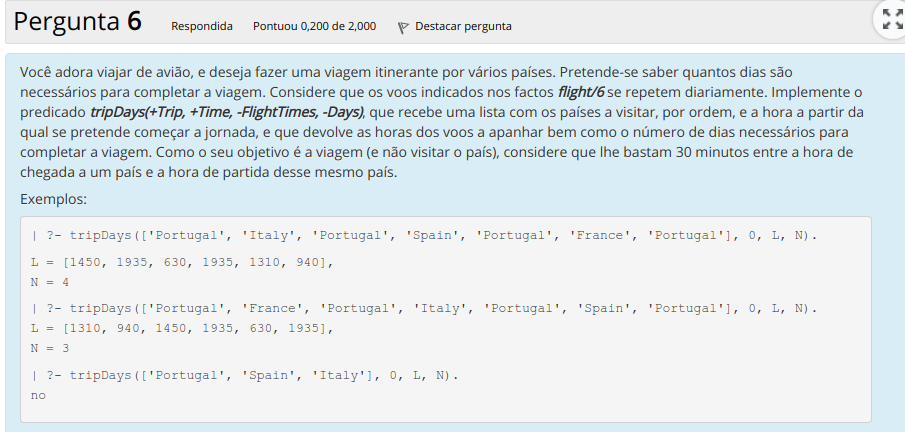 Pergunta 6 Respondida Pontuou 0,200 de 2,000 Destacar pergunta
Você adora viajar de avião, e deseja fazer uma viagem itinerante por vários países. Pretende-se saber quantos dias são
necessários para completar a viagem. Considere que os voos indicados nos factos flight/6 se repetem diariamente. Implemente o
predicado tripDays(+Trip, +Time, -FlightTimes, -Days), que recebe uma lista com os países a visitar, por ordem, e a hora a partir da
qual se pretende começar a jornada, e que devolve as horas dos voos a apanhar bem como o número de dias necessários para
completar a viagem. Como o seu objetivo é a viagem (e não visitar o país), considere que lhe bastam 30 minutos entre a hora de
chegada a um país e a hora de partida desse mesmo país.
Exemplos:
| ?- tripDays(['Portugal', 'Italy', 'Portugal', 'Spain', 'Portugal', 'France', 'Portugal'], 0, L, N).
L = [1450, 1935, 630, 1935, 1310, 940],
N = 4
| ?- tripDays(['Portugal', 'France', 'Portugal', 'Italy', 'Portugal', 'Spain', 'Portugal'], 0, L, N).
L = [1310, 940, 1450, 1935, 630, 1935],
N = 3
| ?- tripDays(['Portugal', 'Spain', 'Italy'], 0, L, N).
no